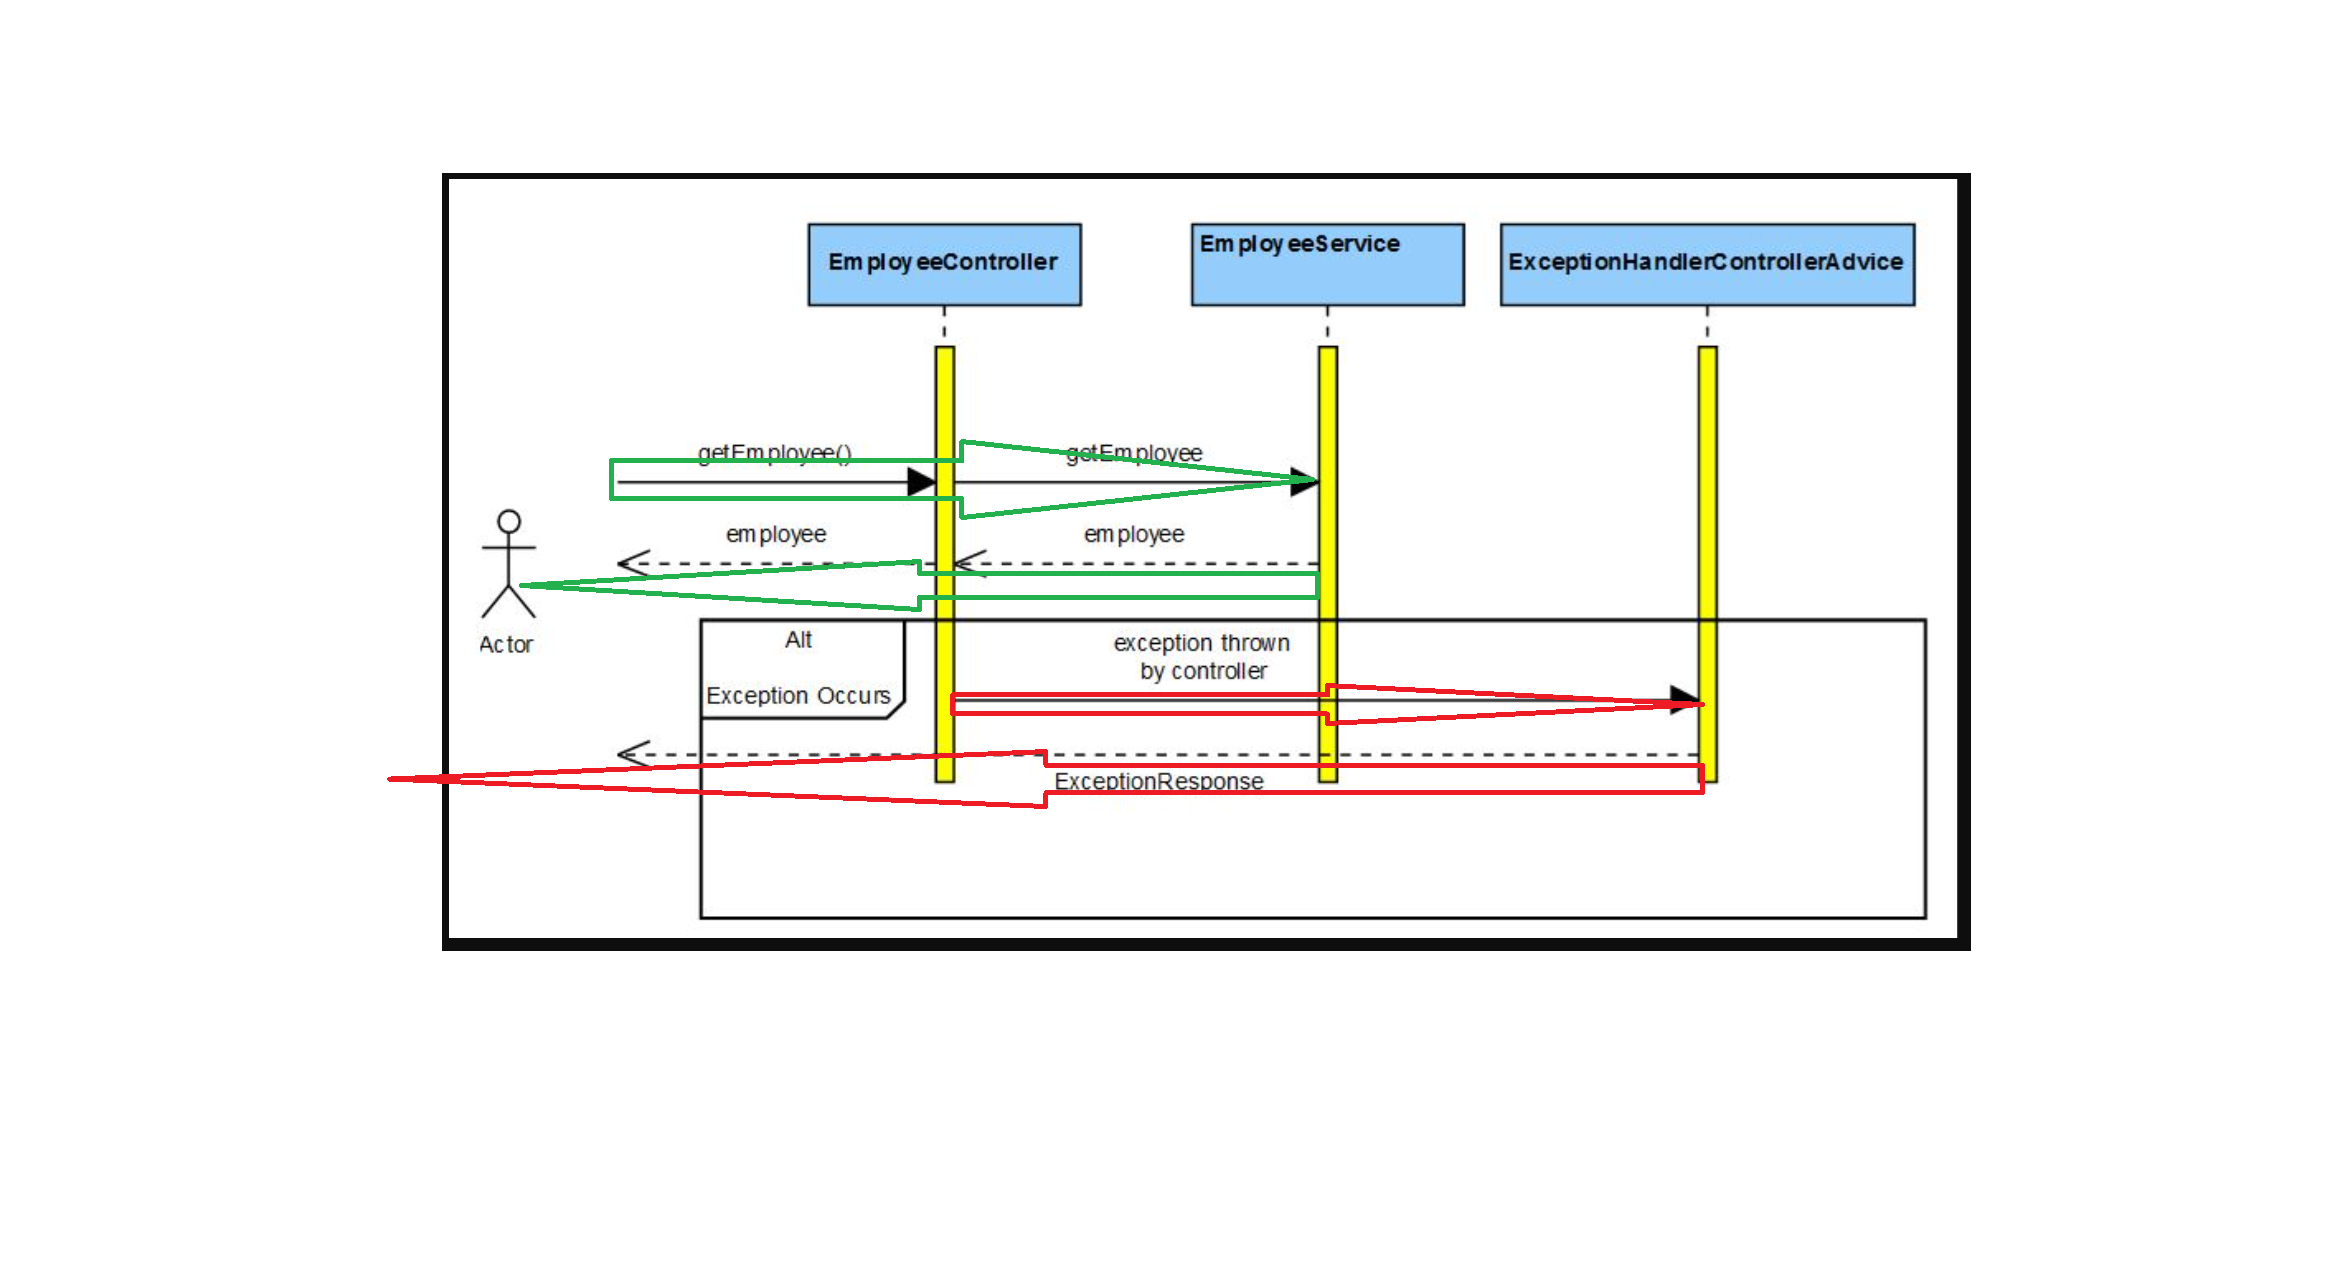 EmployeeController
EmployeeService
ExceptionHandlerControllerAdvice
getEmployee()
getEmployee
employee
employee
Actor
Alt
Exception Occurs
exception thrown
by controller
ExceptionResponse